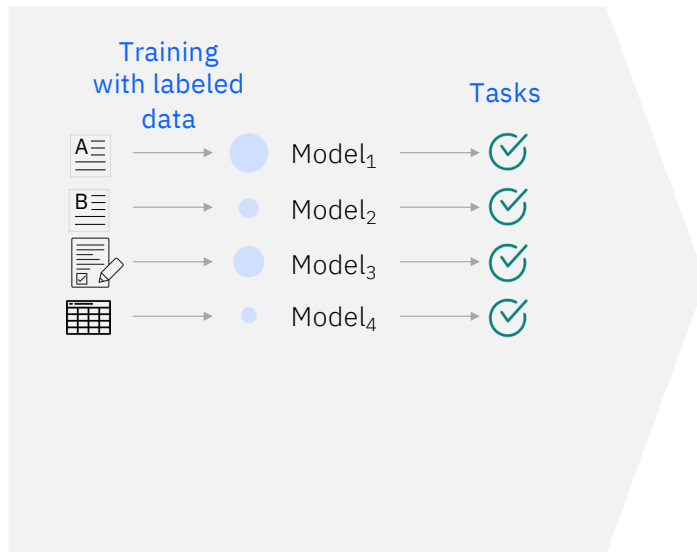 Training
with labeled
data
Tasks
A
Model₁
B
Model₂
Model₃
Model₄